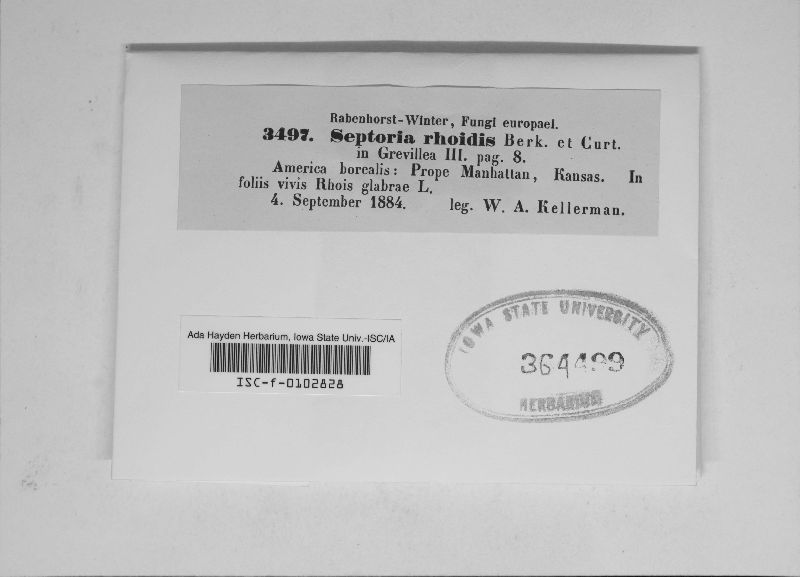 Rabenhorst-Winter, Fungi europaei.
3497. Septoria rhoidis Berk. et Curt.
in Grevillea III. pag. 8.
America borealis: Prope Manhattan, Kansas. In
foliis vivis Rhois glabrae L.
4. September 1884. leg. W. A. Kellerman.
Ada Hayden Herbarium, Iowa State Univ.-ISC/IA
ISC-f-0102828
IOWA STATE UNIVERSITY
364499
HERBARIUM